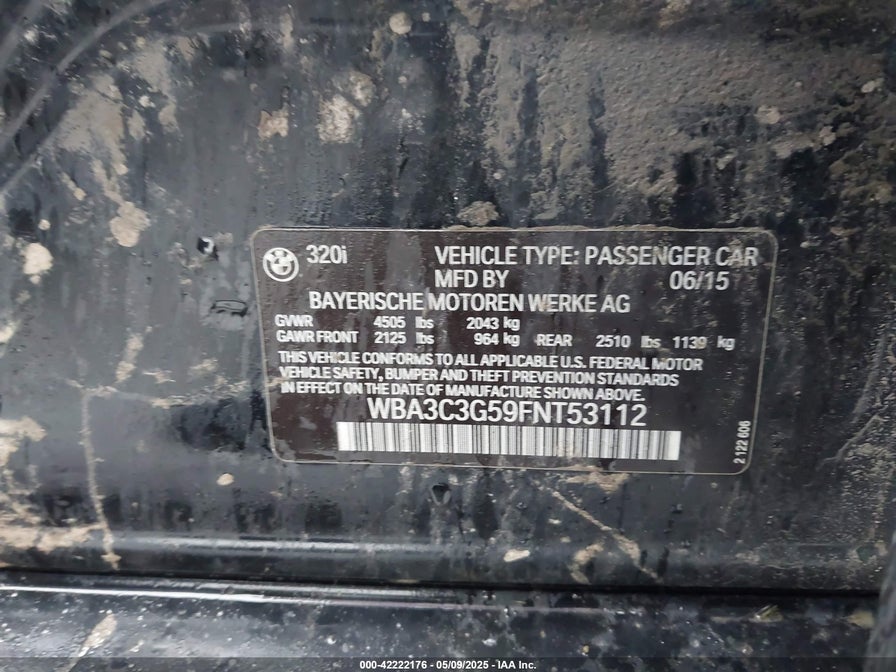 320i VEHICLE TYPE: PASSENGER CAR
MFD BY 06/15
BAYERISCHE MOTOREN WERKE AG
GVWR 4505 lbs 2043 kg
GAWR FRONT 2125 lbs 964 kg REAR 2510 lbs 1139 kg
THIS VEHICLE CONFORMS TO ALL APPLICABLE U.S. FEDERAL MOTOR
VEHICLE SAFETY, BUMPER AND THEFT PREVENTION STANDARDS
IN EFFECT ON THE DATE OF MANUFACTURE SHOWN ABOVE.
WBA3C3G59FNT53112
2 122 606
000-42222176 - 05/09/2025 - IAA Inc.